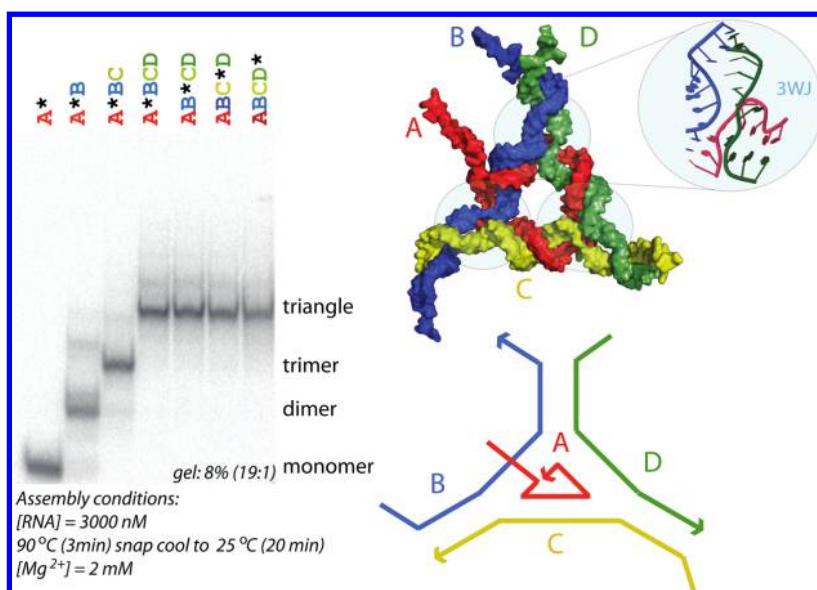 A*
A*B
A*BC
A*BCD
AB*CD
ABC*D
ABCD*
triangle
trimer
dimer
monomer
gel: 8% (19:1)
Assembly conditions:
[RNA] = 3000 nM
90 °C (3min) snap cool to 25 °C (20 min)
[Mg²⁺] = 2 mM
B
D
A
C
3WJ
A
B
D
C